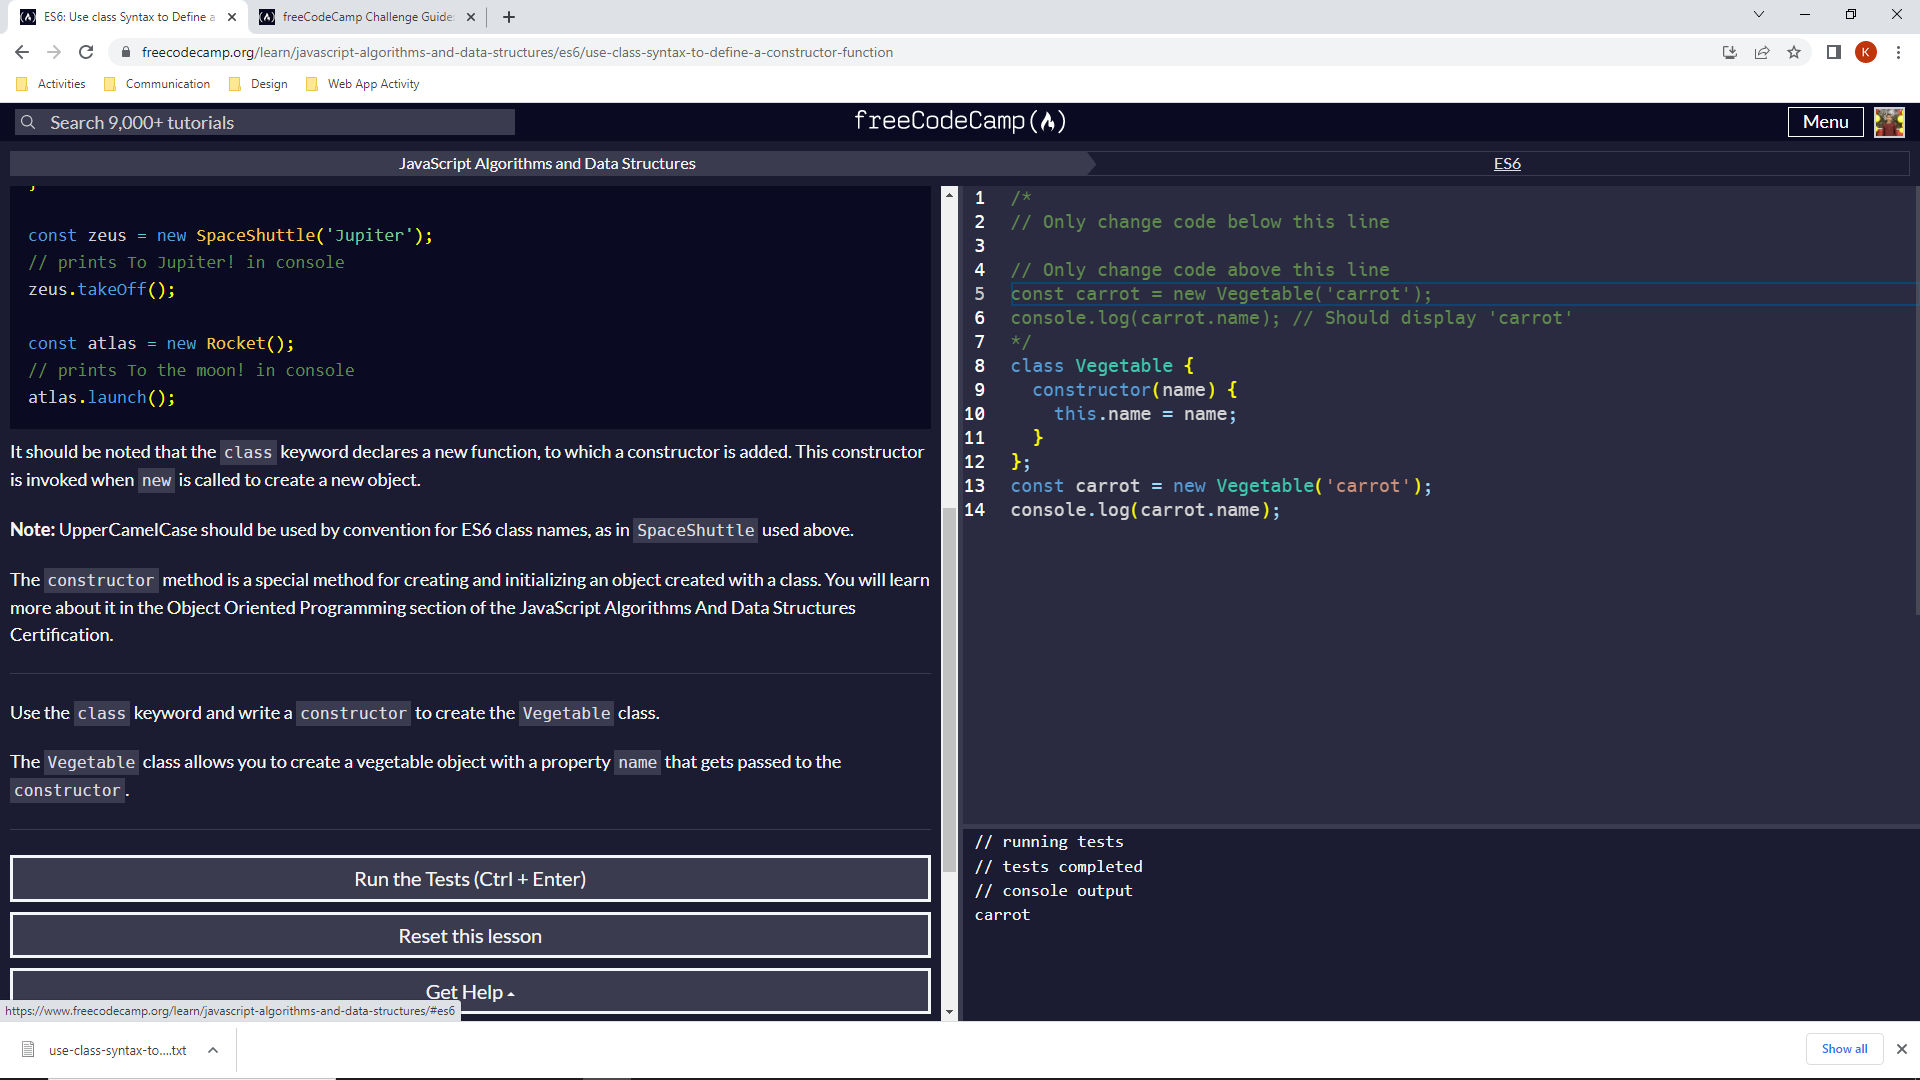 ES6: Use class Syntax to Define a
freeCodeCamp Challenge Guide:
freecodecamp.org/learn/javascript-algorithms-and-data-structures/es6/use-class-syntax-to-define-a-constructor-function
K
Activities
Communication
Design
Web App Activity
Search 9,000+ tutorials
freeCodeCamp
Menu
JavaScript Algorithms and Data Structures
ES6
const zeus = new SpaceShuttle('Jupiter');
// prints To Jupiter! in console
zeus.takeOff();
const atlas = new Rocket();
// prints To the moon! in console
atlas.launch();
It should be noted that the class keyword declares a new function, to which a constructor is added. This constructor
is invoked when new is called to create a new object.
Note: UpperCamelCase should be used by convention for ES6 class names, as in SpaceShuttle used above.
The constructor method is a special method for creating and initializing an object created with a class. You will learn
more about it in the Object Oriented Programming section of the JavaScript Algorithms And Data Structures
Certification.
Use the class keyword and write a constructor to create the Vegetable class.
The Vegetable class allows you to create a vegetable object with a property name that gets passed to the
constructor.
Run the Tests (Ctrl + Enter)
Reset this lesson
Get Help
https://www.freecodecamp.org/learn/javascript-algorithms-and-data-structures/#es6
1 /*
2 // Only change code below this line
3
4 // Only change code above this line
5 const carrot = new Vegetable('carrot');
6 console.log(carrot.name); // Should display 'carrot'
7 */
8 class Vegetable {
9 constructor(name) {
10 this.name = name;
11 }
12 };
13 const carrot = new Vegetable('carrot');
14 console.log(carrot.name);
// running tests
// tests completed
// console output
carrot
use-class-syntax-to....txt
Show all